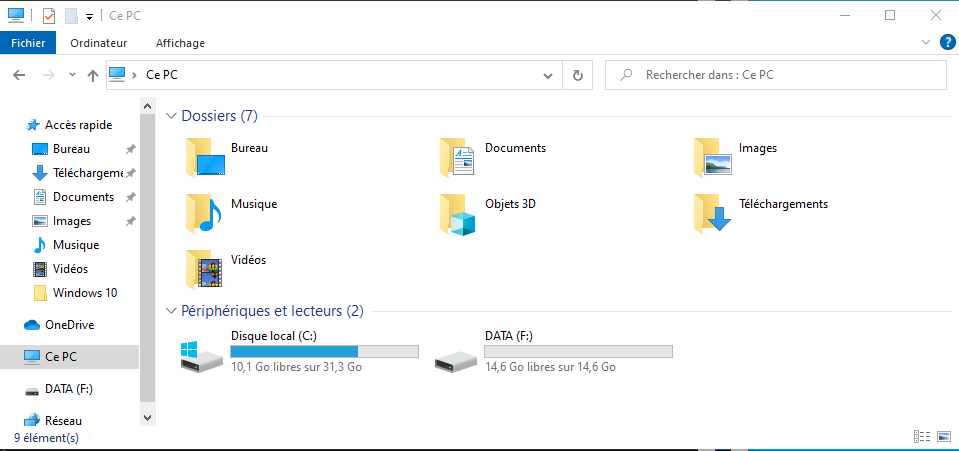 Ce PC
Fichier Ordinateur Affichage
Ce PC
Rechercher dans : Ce PC
Accès rapide
Bureau
Téléchargeme
Documents
Images
Musique
Vidéos
Windows 10
OneDrive
Ce PC
DATA (F:)
Réseau
Dossiers (7)
Bureau
Documents
Images
Musique
Objets 3D
Téléchargements
Vidéos
Périphériques et lecteurs (2)
Disque local (C:)
10,1 Go libres sur 31,3 Go
DATA (F:)
14,6 Go libres sur 14,6 Go
9 élément(s)